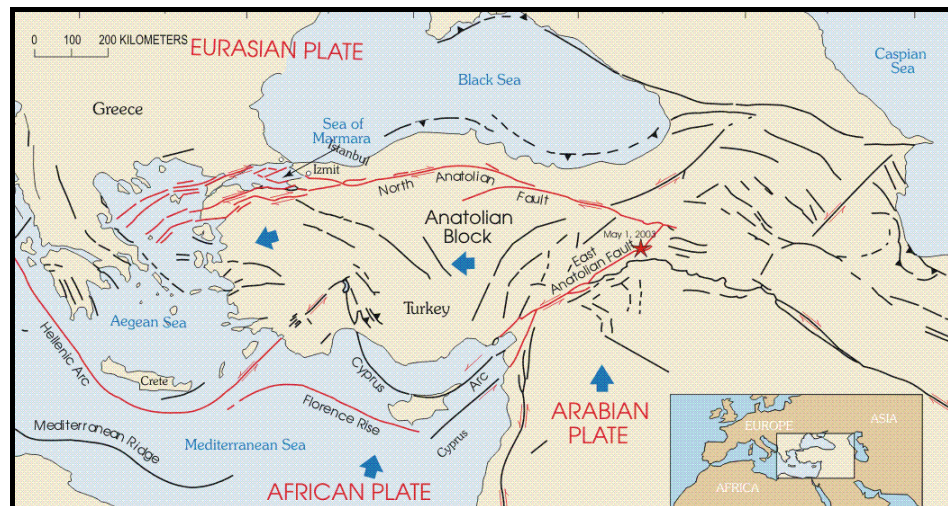 0 100 200 KILOMETERS
EURASIAN PLATE
Caspian
Sea
Black Sea
Greece
Sea of
Marmara
Istanbul
Izmit
North Anatolian Fault
Anatolian
Block
May 1, 2003
East
Anatolian Fault
Turkey
Aegean Sea
Hellenic Arc
Crete
Cyprus Arc
Florence Rise
Cyprus
Mediterranean Ridge
Mediterranean Sea
ARABIAN
PLATE
AFRICAN PLATE
EUROPE
ASIA
AFRICA